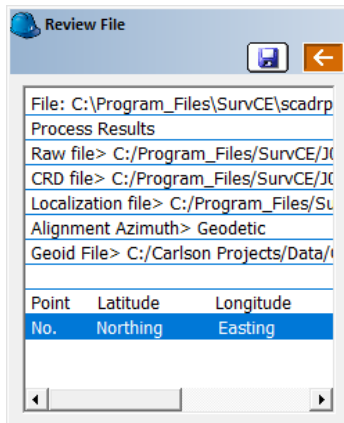 Review File
File: C:\Program_Files\SurvCE\scadrp
Process Results
Raw file> C:/Program_Files/SurvCE/J
CRD file> C:/Program_Files/SurvCE/J
Localization file> C:/Program_Files/Su
Alignment Azimuth> Geodetic
Geoid File> C:/Carlson Projects/Data/
Point Latitude Longitude
No. Northing Easting